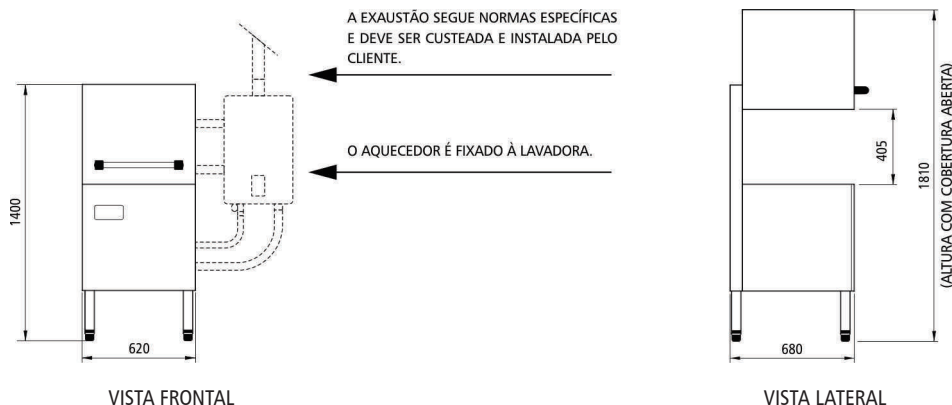 A EXAUSTÃO SEGUE NORMAS ESPECÍFICAS
E DEVE SER CUSTEADA E INSTALADA PELO
CLIENTE.
O AQUECEDOR É FIXADO À LAVADORA.
1400
620
VISTA FRONTAL
405
1810
(ALTURA COM COBERTURA ABERTA)
680
VISTA LATERAL